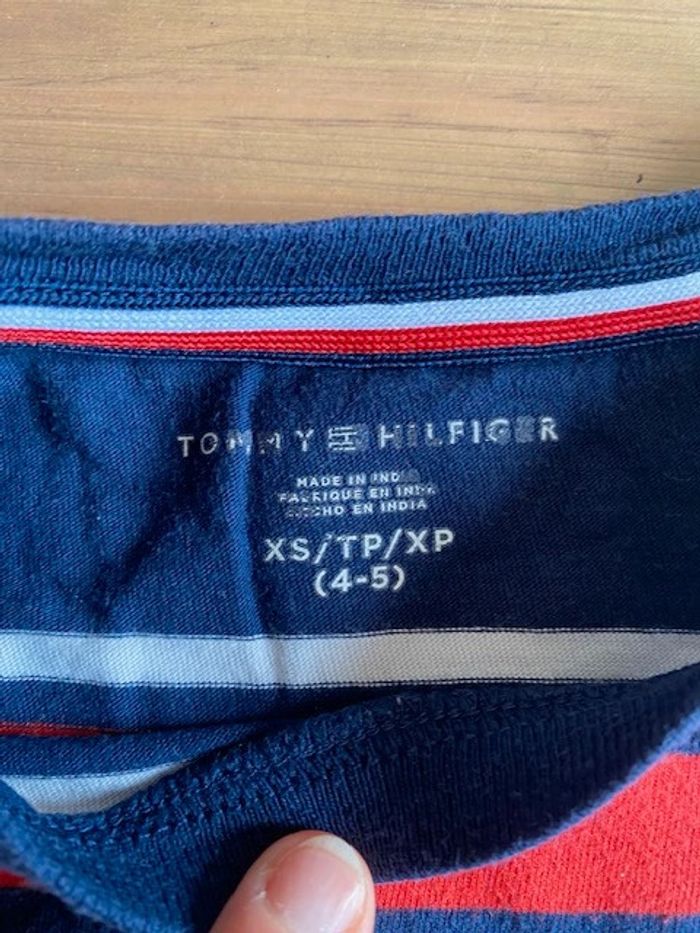 TOMMY HILFIGER
MADE IN INDIA
FABRIQUE EN INDE
HECHO EN INDIA
XS/TP/XP
(4-5)